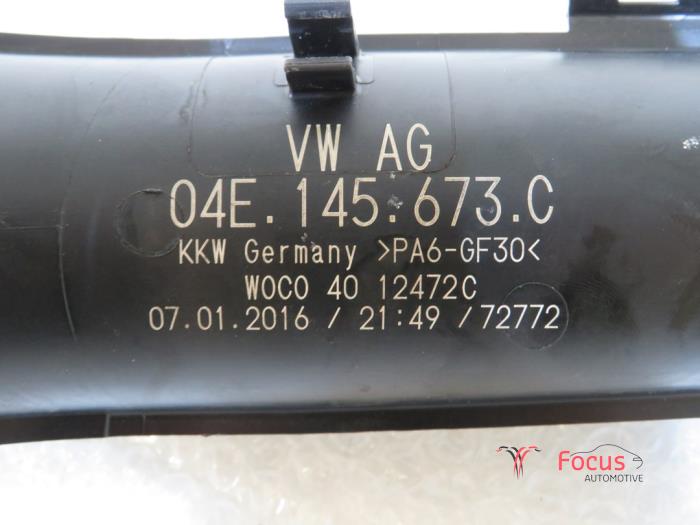 VW AG
04E.145.673.C
KKW Germany >PA6-GF30<
WOCO 40 12472C
07.01.2016 / 21:49 /72772
Focus
AUTOMOTIVE